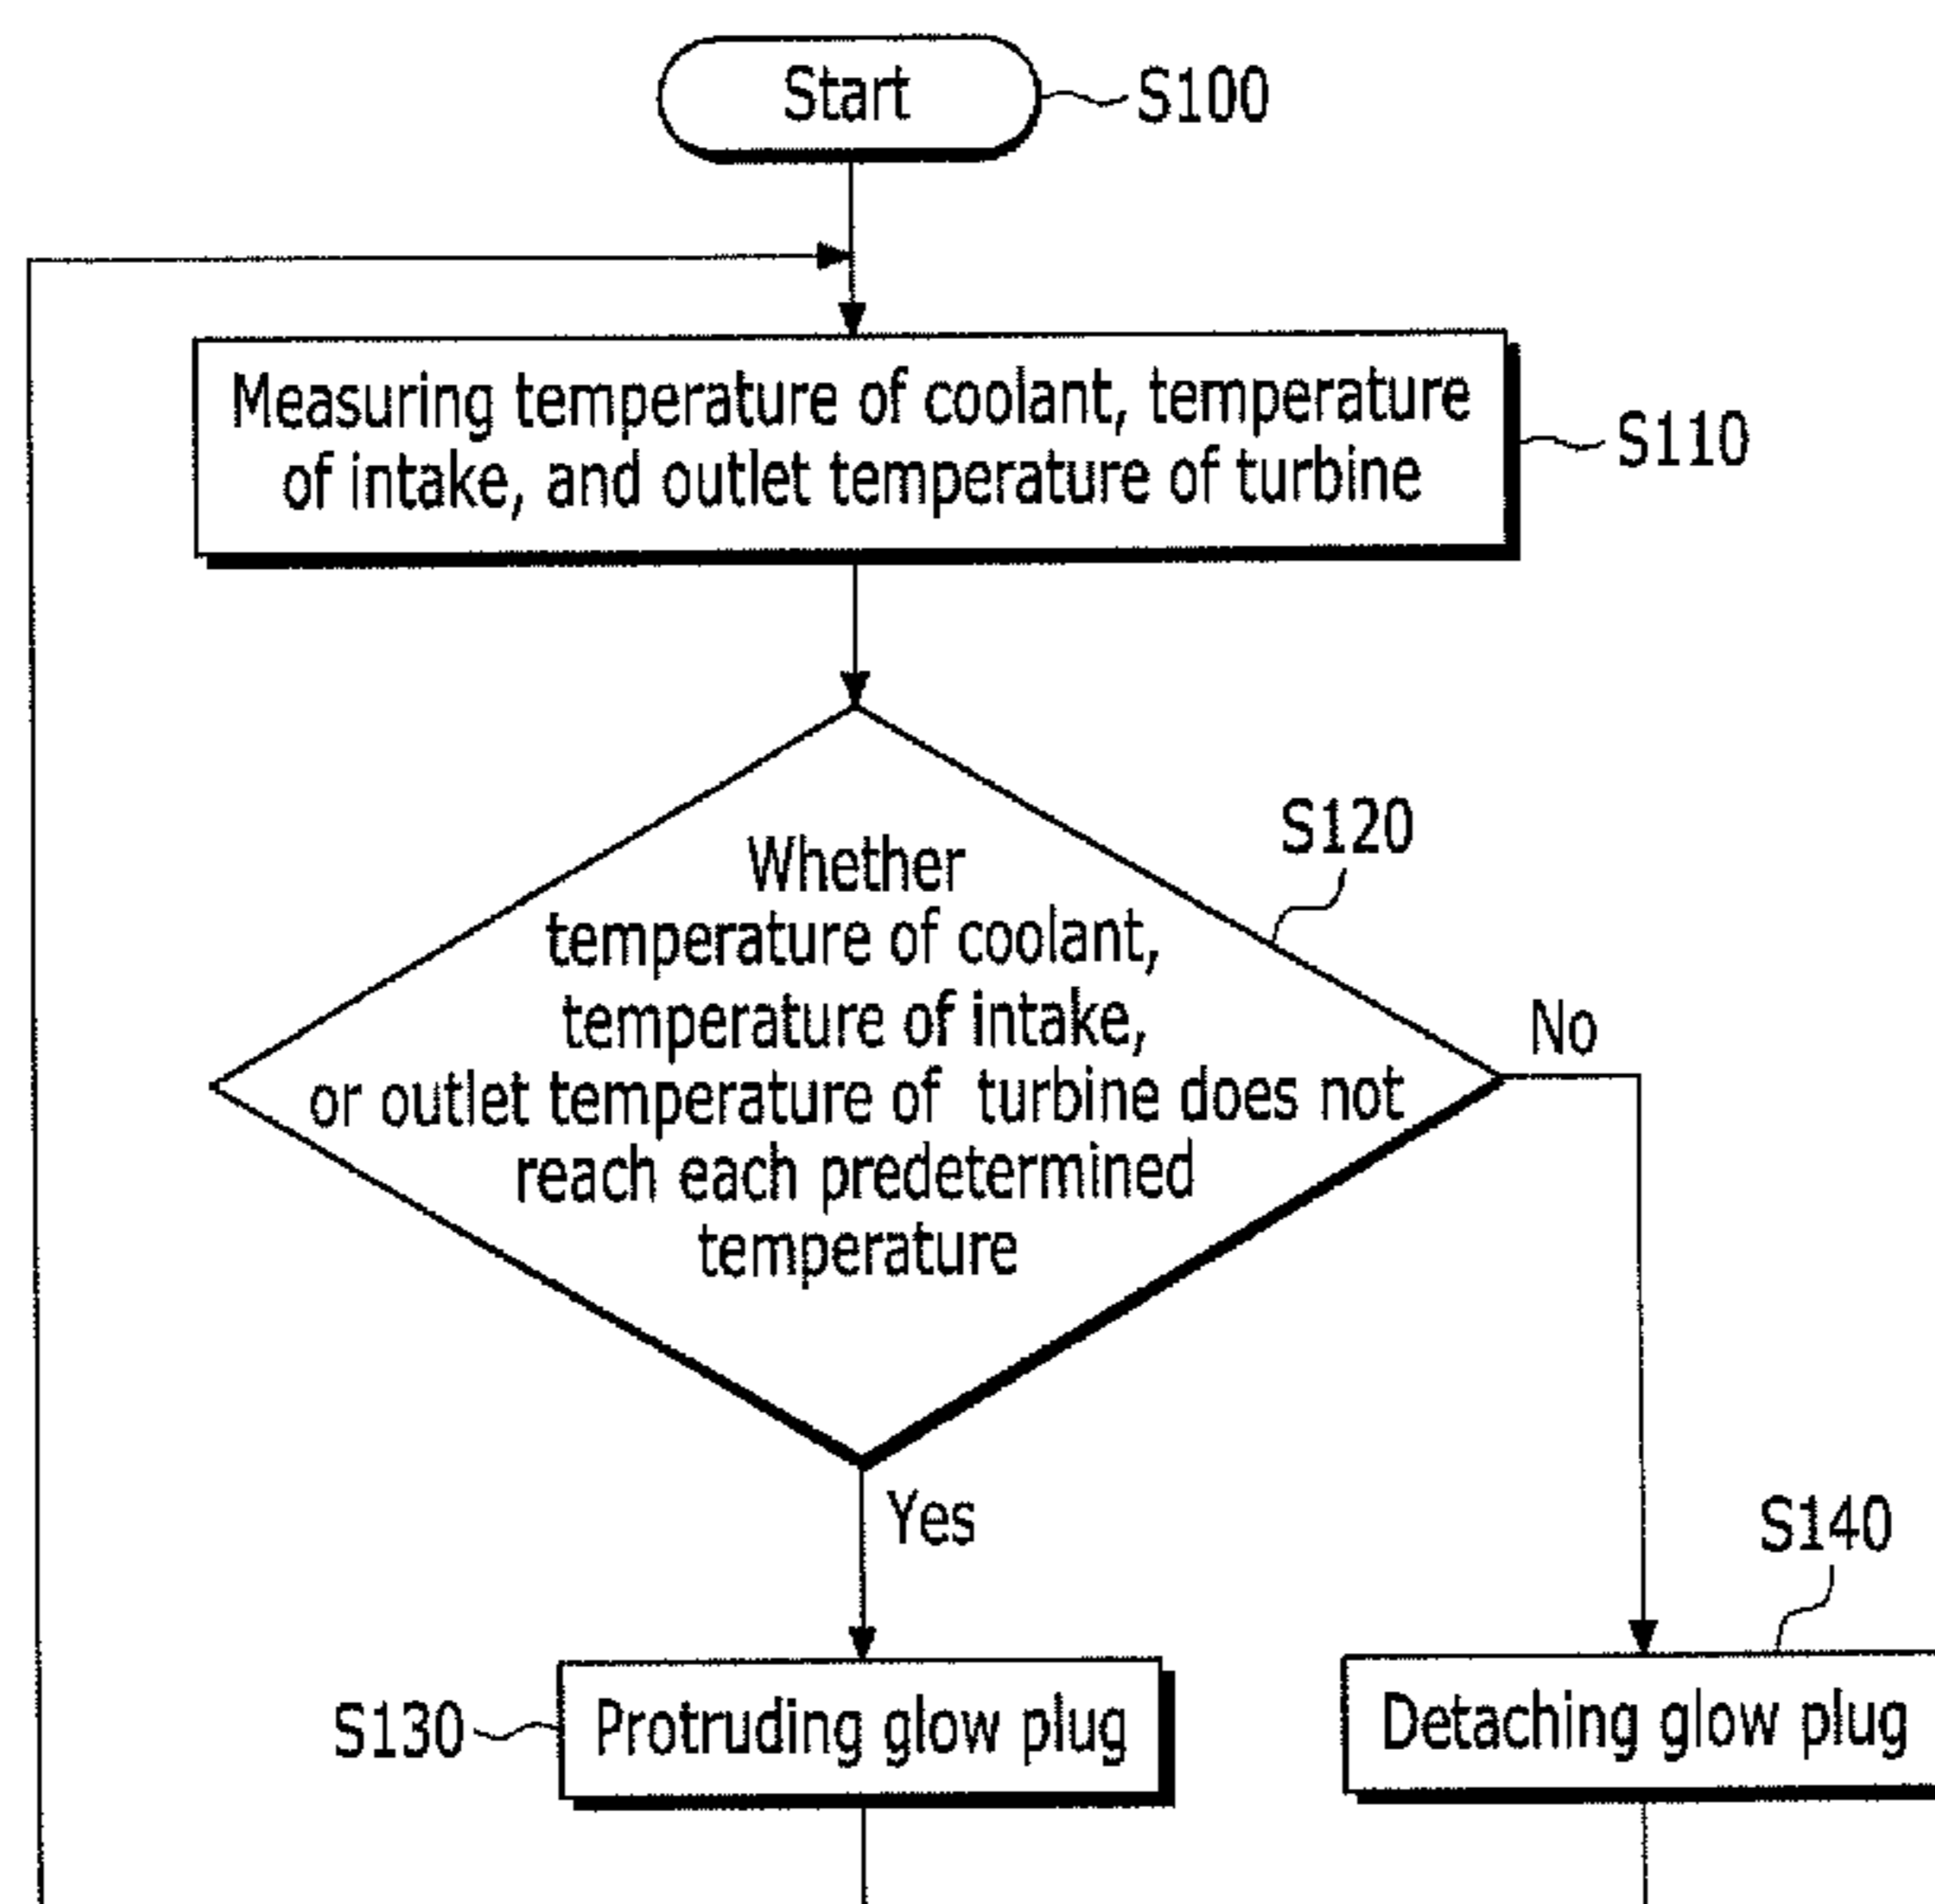 Start
S100
Measuring temperature of coolant, temperature
of intake, and outlet temperature of turbine
S110
S120
Whether
temperature of coolant,
temperature of intake,
or outlet temperature of turbine does not
reach each predetermined
temperature
No
Yes
S140
S130
Protruding glow plug
Detaching glow plug